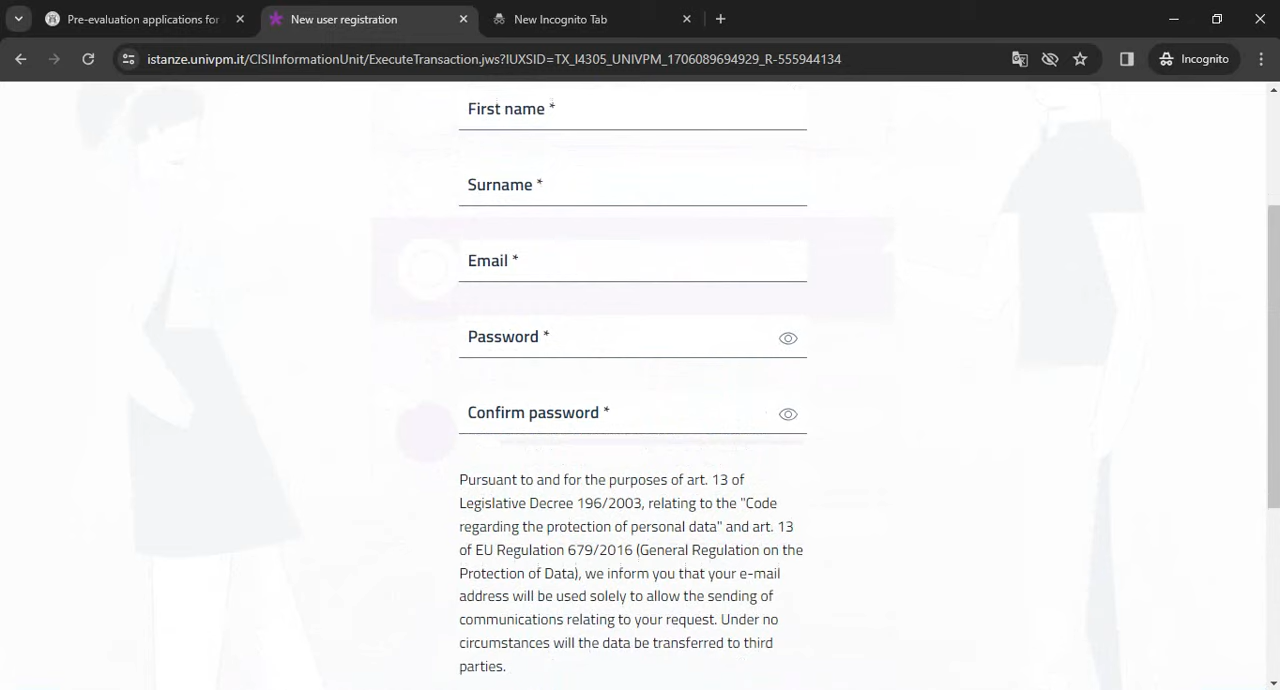 Pre-evaluation applications for
New user registration
New Incognito Tab
istanze.univpm.it/CISIInformationUnit/ExecuteTransaction.jws?IUXSID=TX_I4305_UNIVPM_1706089694929_R-555944134
Incognito
First name *
Surname *
Email *
Password *
Confirm password *
Pursuant to and for the purposes of art. 13 of
Legislative Decree 196/2003, relating to the "Code
regarding the protection of personal data" and art. 13
of EU Regulation 679/2016 (General Regulation on the
Protection of Data), we inform you that your e-mail
address will be used solely to allow the sending of
communications relating to your request. Under no
circumstances will the data be transferred to third
parties.